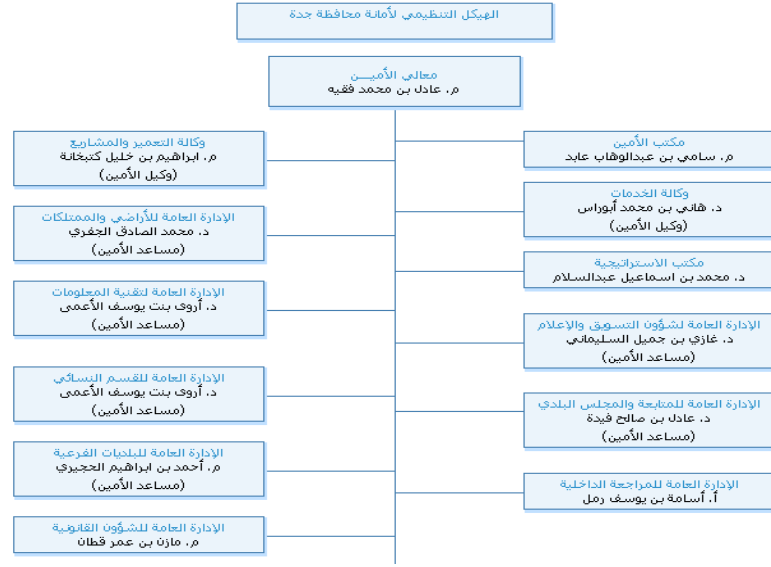 الهيكل التنظيمي لأمانة محافظة جدة
معالي الأميـــن
م. عادل بن محمد فقيه
مكتب الأمين
م. سامي بن عبدالوهاب عابد
وكالة التعمير والمشاريع
م. ابراهيم بن خليل كتبخانة
(وكيل الأمين)
وكالة الخدمات
د. هاني بن محمد أبوراس
(وكيل الأمين)
الإدارة العامة للأراضي والممتلكات
د. محمد الصادق الجفري
(مساعد الأمين)
مكتب الاستراتيجية
د. محمد بن اسماعيل عبدالسلام
الإدارة العامة لتقنية المعلومات
د. أروى بنت يوسف الأعمى
(مساعد الأمين)
الإدارة العامة لشؤون التسويق والإعلام
د. غازي بن جميل السليماني
(مساعد الأمين)
الإدارة العامة للقسم النسائي
د. أروى بنت يوسف الأعمى
(مساعد الأمين)
الإدارة العامة للمتابعة والمجلس البلدي
د. عادل بن صالح فيدة
(مساعد الأمين)
الإدارة العامة للبلديات الفرعية
م. أحمد بن ابراهيم الحجيري
(مساعد الأمين)
الإدارة العامة للمراجعة الداخلية
أ. أسامة بن يوسف رمل
الإدارة العامة للشؤون القانونية
م. مازن بن عمر قطان